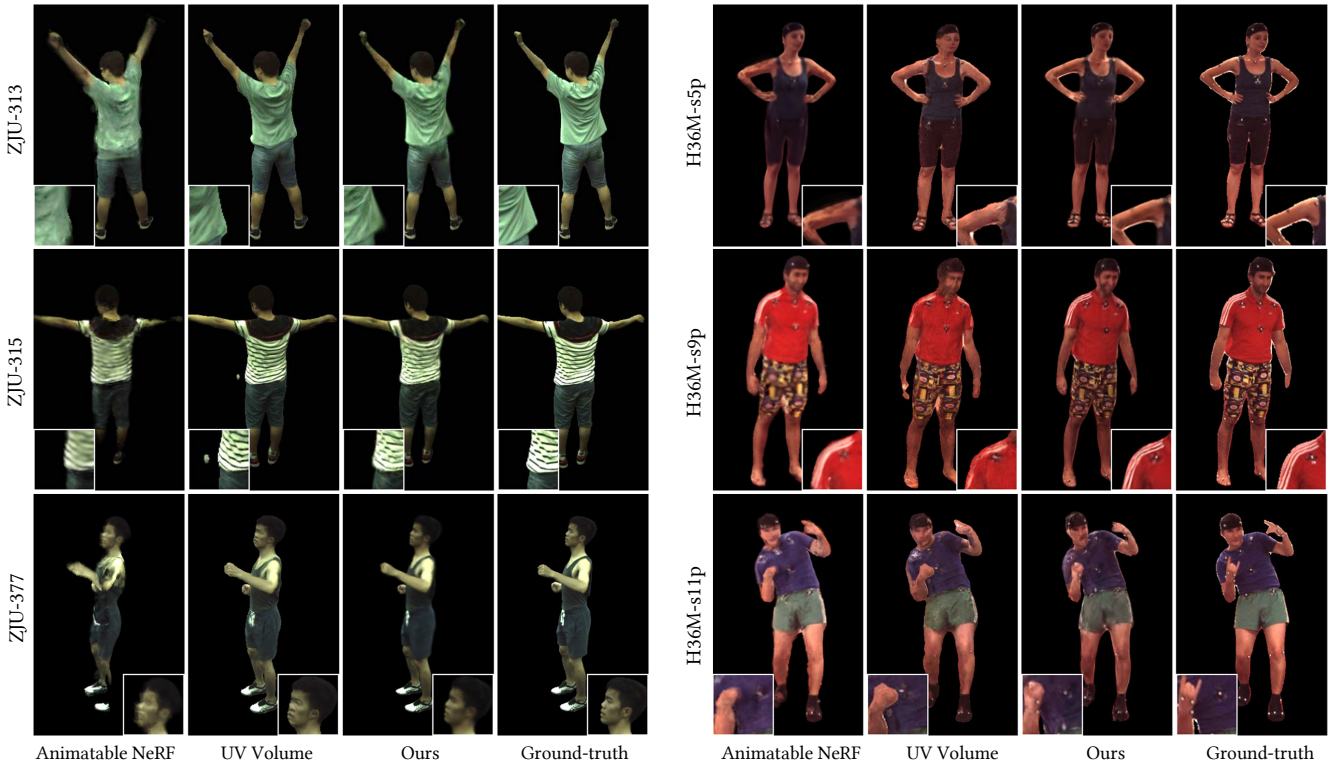 ZJU-313
ZJU-315
ZJU-377
Animatable NeRF
UV Volume
Ours
Ground-truth
H36M-s5p
H36M-s9p
H36M-s11p
Animatable NeRF
UV Volume
Ours
Ground-truth